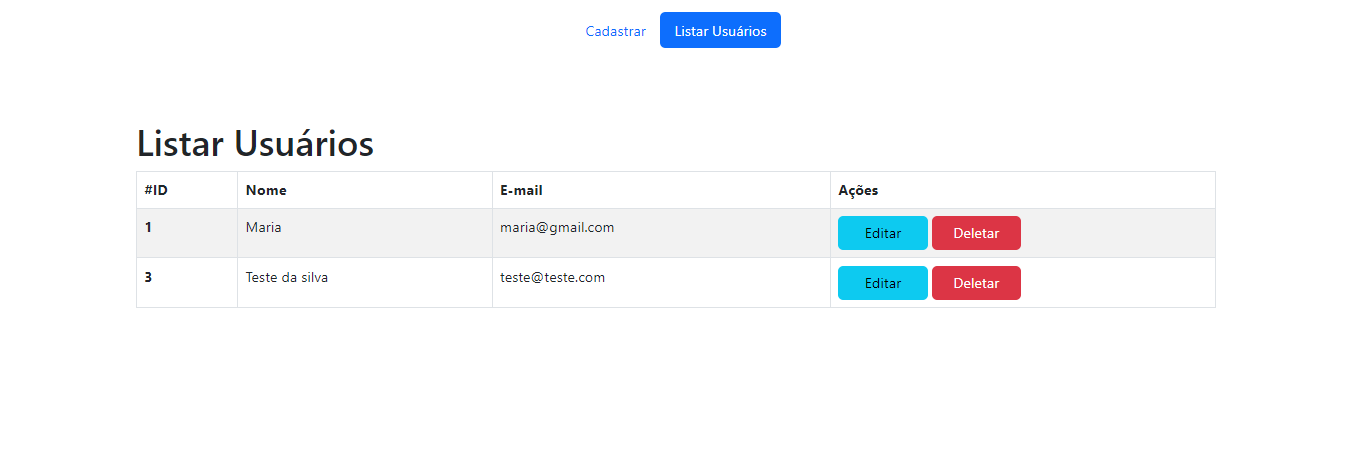 Cadastrar Listar Usuários
Listar Usuários
#ID Nome E-mail Ações
1 Maria maria@gmail.com Editar Deletar
3 Teste da silva teste@teste.com Editar Deletar